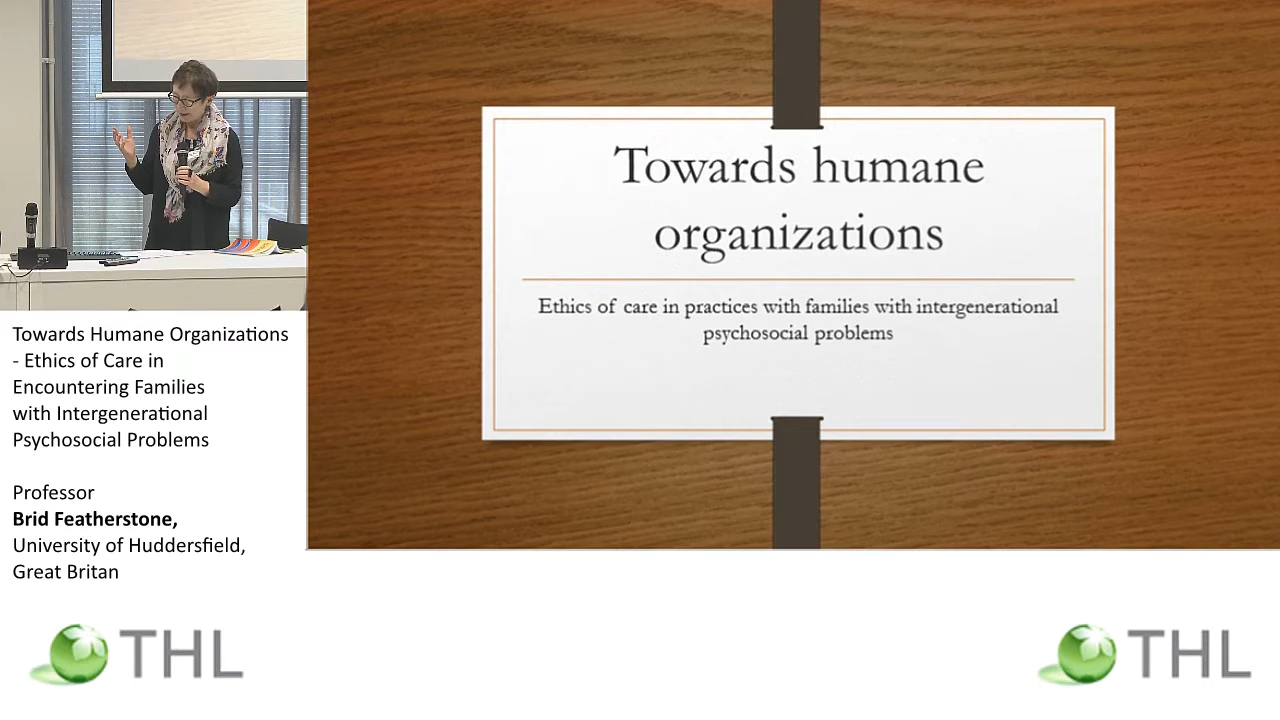 Towards humane
organizations
Ethics of care in practices with families with intergenerational
psychosocial problems
Towards Humane Organizations
- Ethics of Care in
Encountering Families
with Intergenerational
Psychosocial Problems
Professor
Brid Featherstone,
University of Huddersfield,
Great Britan
THL
THL